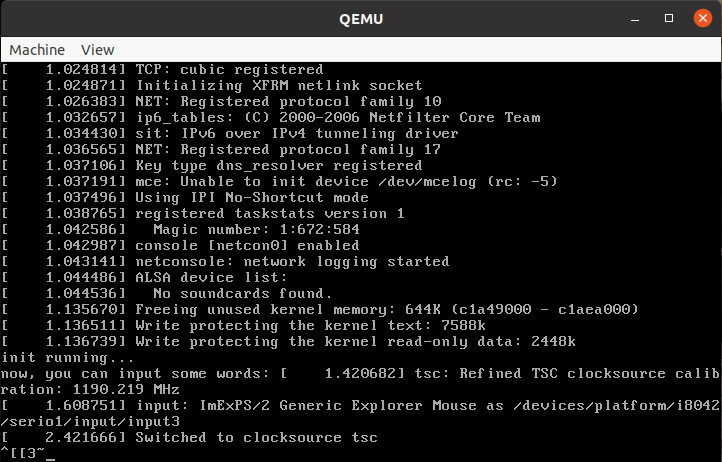 QEMU
Machine View
[    1.024814] TCP: cubic registered
[    1.024871] Initializing XFRM netlink socket
[    1.026383] NET: Registered protocol family 10
[    1.032657] ip6_tables: (C) 2000-2006 Netfilter Core Team
[    1.034430] sit: IPv6 over IPv4 tunneling driver
[    1.036565] NET: Registered protocol family 17
[    1.037106] Key type dns_resolver registered
[    1.037191] mce: Unable to init device /dev/mcelog (rc: -5)
[    1.037496] Using IPI No-Shortcut mode
[    1.038765] registered taskstats version 1
[    1.042586]   Magic number: 1:672:584
[    1.042987] console [netcon0] enabled
[    1.043141] netconsole: network logging started
[    1.044486] ALSA device list:
[    1.044536]   No soundcards found.
[    1.135670] Freeing unused kernel memory: 644K (c1a49000 - c1aea000)
[    1.136511] Write protecting the kernel text: 7588k
[    1.136739] Write protecting the kernel read-only data: 2448k
init running...
now, you can input some words: [    1.420682] tsc: Refined TSC clocksource calib
ration: 1190.219 MHz
[    1.608751] input: ImExPS/2 Generic Explorer Mouse as /devices/platform/i8042
/serio1/input/input3
[    2.421666] Switched to clocksource tsc
^[[3~_